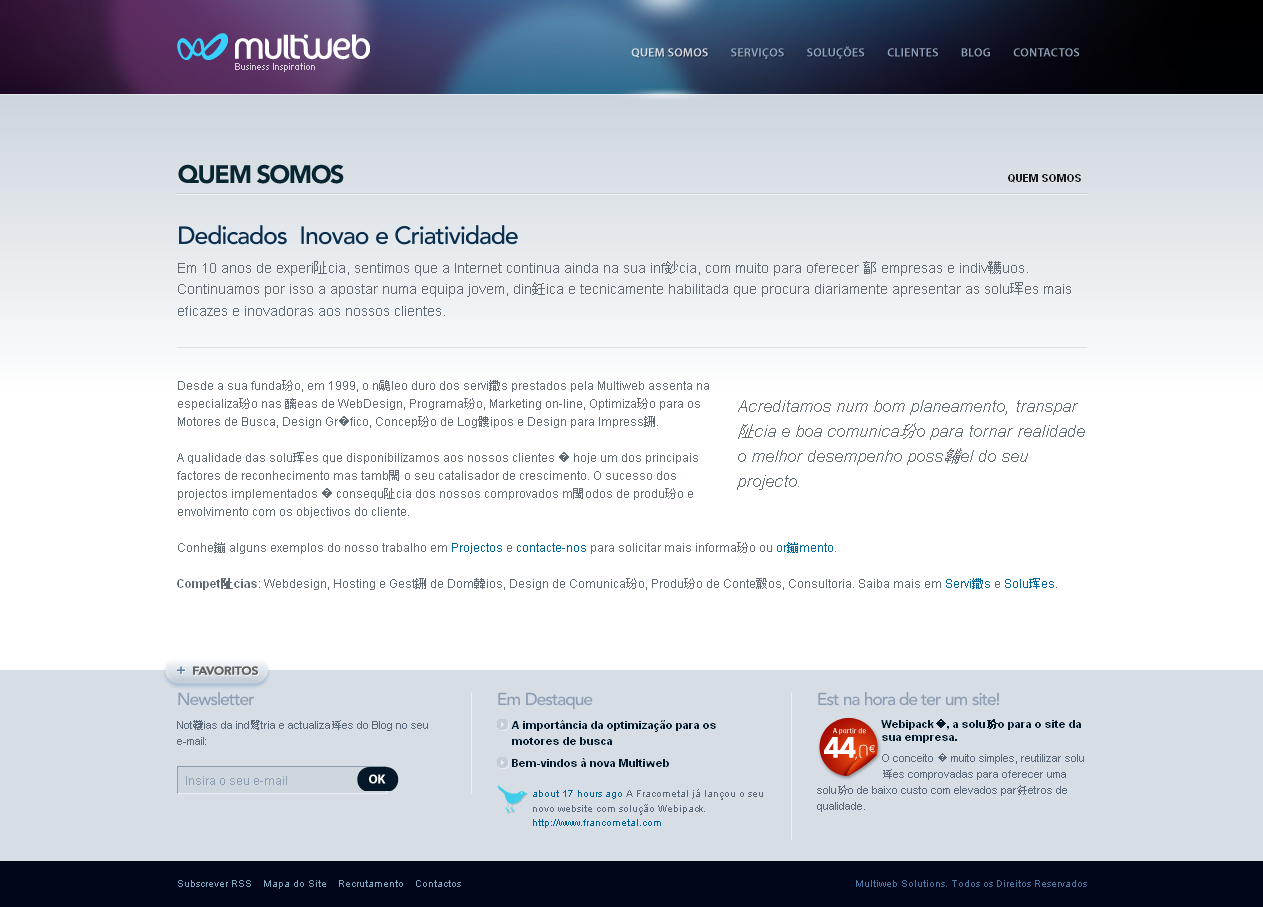 multiweb
Business Inspiration
QUEM SOMOS SERVIÇOS SOLUÇÕES CLIENTES BLOG CONTACTOS
QUEM SOMOS
QUEM SOMOS
Dedicados Inovao e Criatividade
Em 10 anos de experi阯cia, sentimos que a Internet continua ainda na sua inf鈔cia, com muito para oferecer 郚 empresas e indiv韉uos.
Continuamos por isso a apostar numa equipa jovem, din鈓ica e tecnicamente habilitada que procura diariamente apresentar as solu珲es mais
eficazes e inovadoras aos nossos clientes.
Desde a sua funda玢o, em 1999, o n鷆leo duro dos servi鏾s prestados pela Multiweb assenta na
especializa玢o nas 醨eas de WebDesign, Programa玢o, Marketing on-line, Optimiza玢o para os
Motores de Busca, Design Gr�fico, Concep玢o de Log髏ipos e Design para Impress鉶.
Acreditamos num bom planeamento, transpar
阯cia e boa comunica玢o para tornar realidade
o melhor desempenho poss韛el do seu
projecto.
A qualidade das solu珲es que disponibilizamos aos nossos clientes � hoje um dos principais
factores de reconhecimento mas tamb閙 o seu catalisador de crescimento. O sucesso dos
projectos implementados � consequ阯cia dos nossos comprovados m閠odos de produ玢o e
envolvimento com os objectivos do cliente.
Conhe鏰 alguns exemplos do nosso trabalho em Projectos e contacte-nos para solicitar mais informa玢o ou or鏰mento.
Compet阯cias: Webdesign, Hosting e Gest鉶 de Dom韓ios, Design de Comunica玢o, Produ玢o de Conte鷇os, Consultoria. Saiba mais em Servi鏾s e Solu珲es.
+ FAVORITOS
Newsletter
Not韈ias da ind鷖tria e actualiza珲es do Blog no seu
e-mail:
Insira o seu e-mail OK
Em Destaque
A importância da optimização para os
motores de busca
Bem-vindos à nova Multiweb
about 17 hours ago A Fracometal já lançou o seu
novo website com solução Webipack.
http://www.francometal.com
Est na hora de ter um site!
A partir de
44,0€
Webipack�, a solu玢o para o site da
sua empresa.
O conceito � muito simples, reutilizar solu
珲es comprovadas para oferecer uma
solu玢o de baixo custo com elevados par鈓etros de
qualidade.
Subscrever RSS Mapa do Site Recrutamento Contactos
Multiweb Solutions. Todos os Direitos Reservados